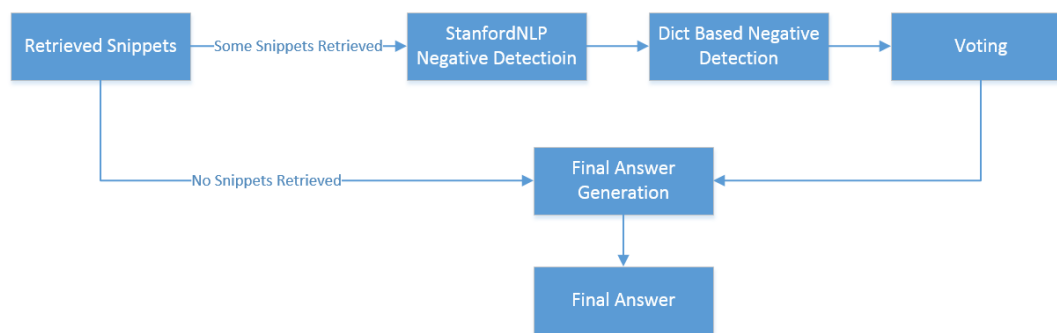 Retrieved Snippets
Some Snippets Retrieved
StanfordNLP
Negative Detectioin
Dict Based Negative
Detection
Voting
No Snippets Retrieved
Final Answer
Generation
Final Answer